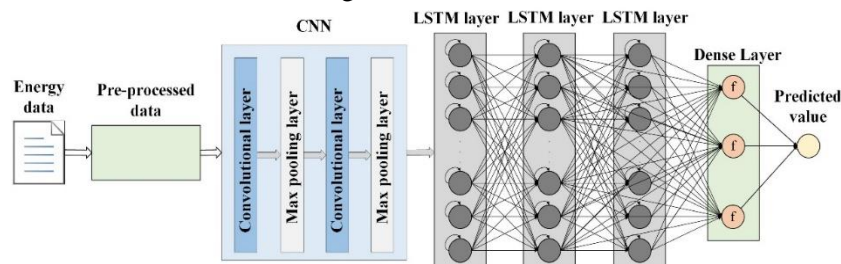 CNN
LSTM layer
LSTM layer
LSTM layer
Dense Layer
Energy
data
Pre-processed
data
Convolutional layer
Max pooling layer
Convolutional layer
Max pooling layer
f
f
f
Predicted
value